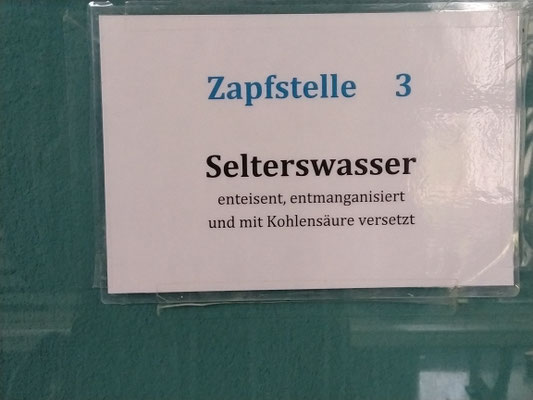 Zapfstelle 3
Selterswasser
enteisent, entmanganisiert
und mit Kohlensäure versetzt